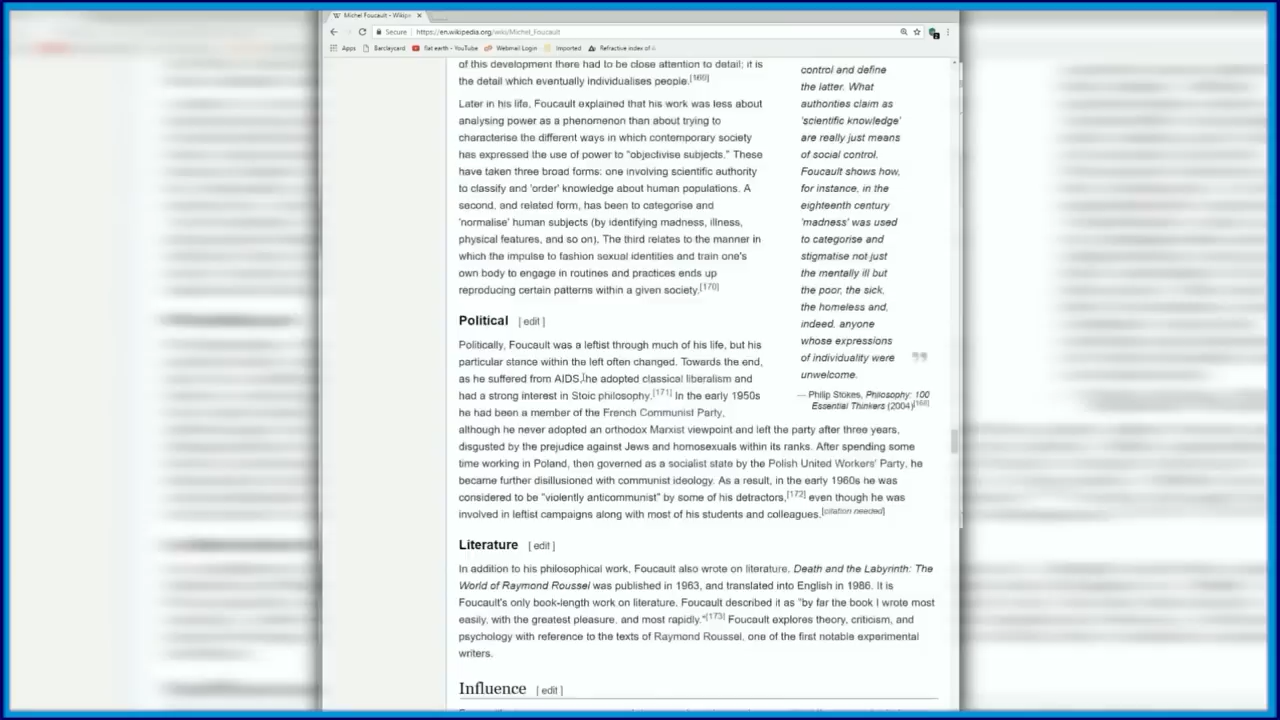 Michel Foucault - Wikip
Secure https://en.wikipedia.org/wiki/Michel_Foucault
Apps Barclaycard flat earth - YouTube Webmail Login Imported Refractive index of
of this development there had to be close attention to detail; it is
the detail which eventually individualises people.[169]
Later in his life, Foucault explained that his work was less about
analysing power as a phenomenon than about trying to
characterise the different ways in which contemporary society
has expressed the use of power to "objectivise subjects." These
have taken three broad forms: one involving scientific authority
to classify and 'order' knowledge about human populations. A
second, and related form, has been to categorise and
'normalise' human subjects (by identifying madness, illness,
physical features, and so on). The third relates to the manner in
which the impulse to fashion sexual identities and train one's
own body to engage in routines and practices ends up
reproducing certain patterns within a given society.[170]
control and define
the latter. What
authorities claim as
'scientific knowledge'
are really just means
of social control.
Foucault shows how,
for instance, in the
eighteenth century
'madness' was used
to categorise and
stigmatise not just
the mentally ill but
the poor, the sick,
the homeless and,
indeed, anyone
whose expressions
of individuality were
unwelcome.
— Philip Stokes, Philosophy: 100
Essential Thinkers (2004)[168]
Political [ edit ]
Politically, Foucault was a leftist through much of his life, but his
particular stance within the left often changed. Towards the end,
as he suffered from AIDS, he adopted classical liberalism and
had a strong interest in Stoic philosophy.[171] In the early 1950s
he had been a member of the French Communist Party,
although he never adopted an orthodox Marxist viewpoint and left the party after three years,
disgusted by the prejudice against Jews and homosexuals within its ranks. After spending some
time working in Poland, then governed as a socialist state by the Polish United Workers' Party, he
became further disillusioned with communist ideology. As a result, in the early 1960s he was
considered to be "violently anticommunist" by some of his detractors,[172] even though he was
involved in leftist campaigns along with most of his students and colleagues.[citation needed]
Literature [ edit ]
In addition to his philosophical work, Foucault also wrote on literature. Death and the Labyrinth: The
World of Raymond Roussel was published in 1963, and translated into English in 1986. It is
Foucault's only book-length work on literature. Foucault described it as "by far the book I wrote most
easily, with the greatest pleasure, and most rapidly."[173] Foucault explores theory, criticism, and
psychology with reference to the texts of Raymond Roussel, one of the first notable experimental
writers.
Influence [ edit ]